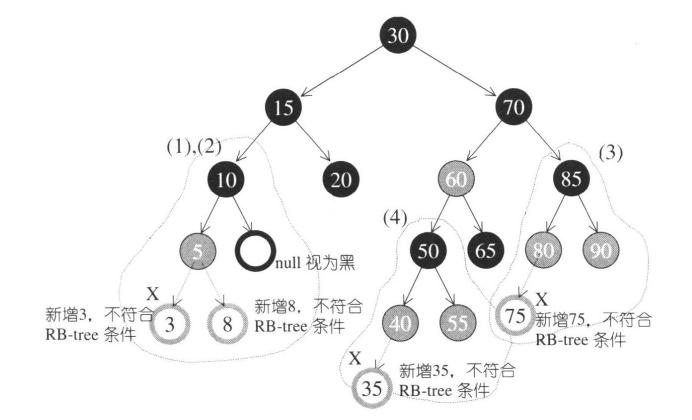 30
15
70
(1),(2)
(3)
10
20
60
85
(4)
5
null 视为黑
50
65
80
90
X
新增3，不符合
RB-tree 条件
3
8
新增8，不符合
RB-tree 条件
40
55
X
75
新增75，不符合
RB-tree 条件
X
35
新增35，不符合
RB-tree 条件